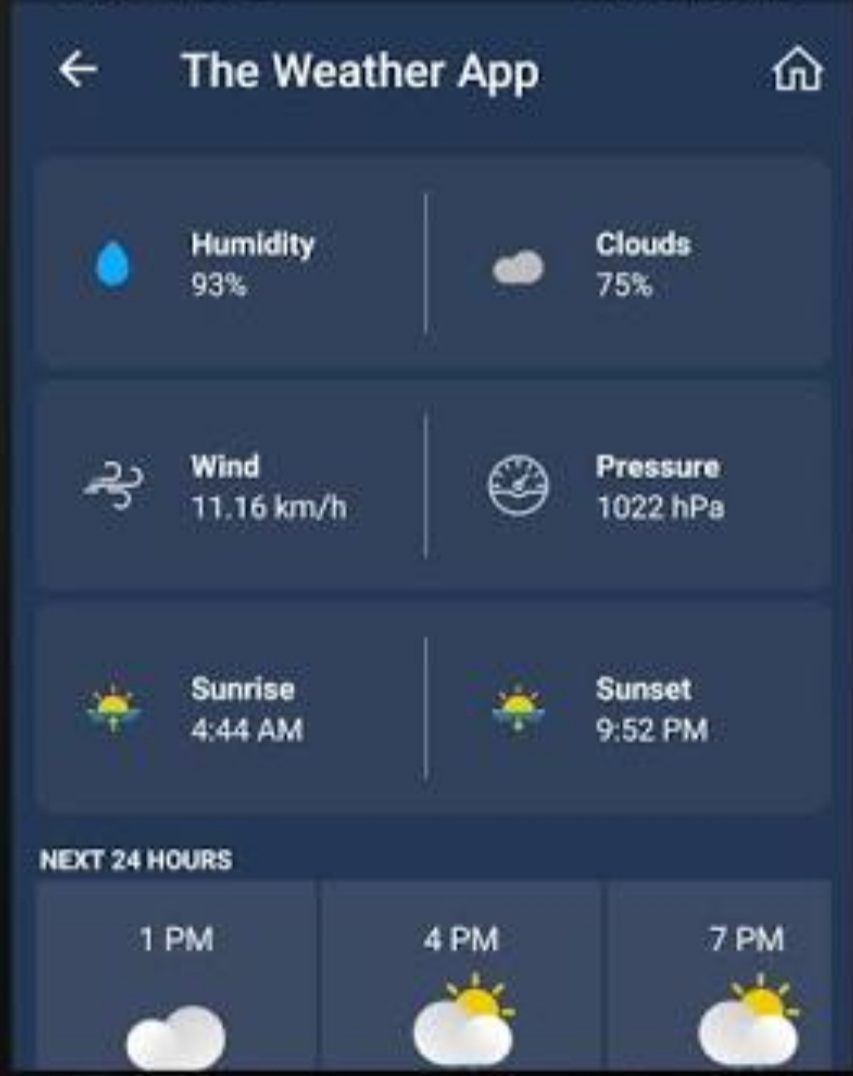 The Weather App
Humidity
93%
Clouds
75%
Wind
11.16 km/h
Pressure
1022 hPa
Sunrise
4:44 AM
Sunset
9:52 PM
NEXT 24 HOURS
1 PM
4 PM
7 PM